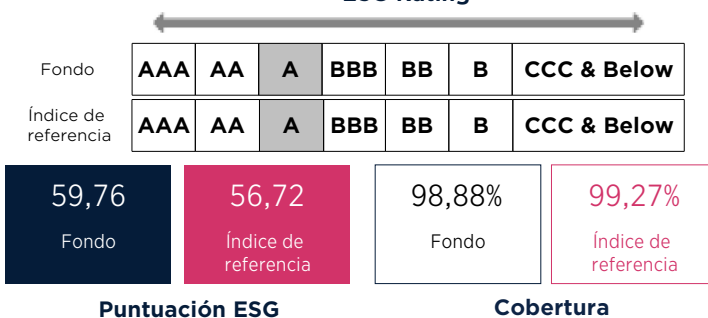 ESG Rating
Fondo AAA AA A BBB BB B CCC & Below
Índice de
referencia AAA AA A BBB BB B CCC & Below
59,76 56,72 98,88% 99,27%
Fondo Índice de
referencia Fondo Índice de
referencia
Puntuación ESG Cobertura